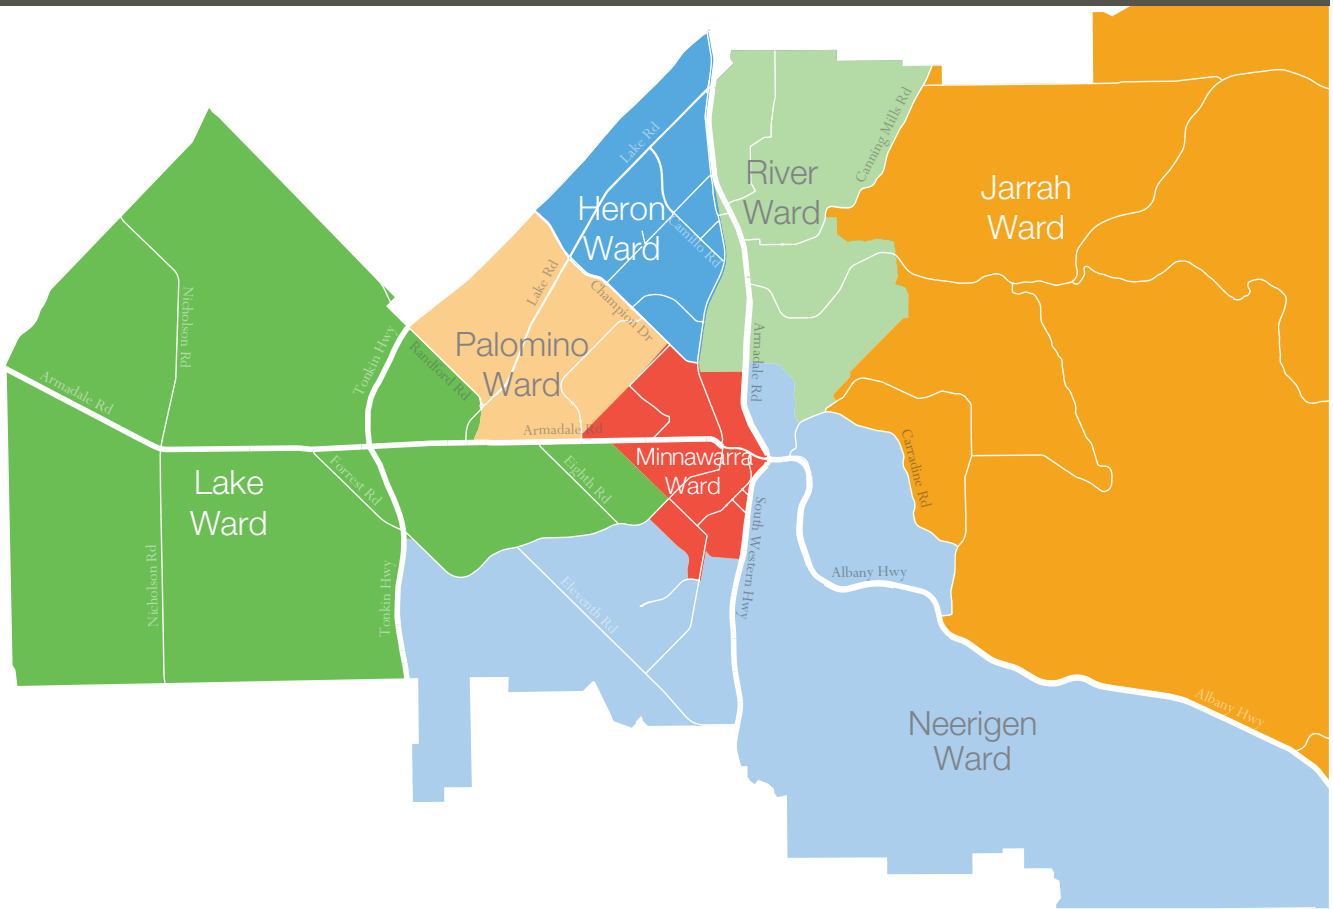 Canning Mills Rd
Lake Rd
River
Ward
Jarrah
Ward
Heron
Ward
Camillo Rd
Lake Rd
Champion Dr
Nicholson Rd
Tonkin Hwy
Randford Rd
Palomino
Ward
Armadale Rd
Armadale Rd
Armadale Rd
Carradine Rd
Minnawarra
Ward
Lake
Ward
Forrest Rd
Eighth Rd
South Western Hwy
Nicholson Rd
Tonkin Hwy
Eleventh Rd
Albany Hwy
Albany Hwy
Neerigen
Ward